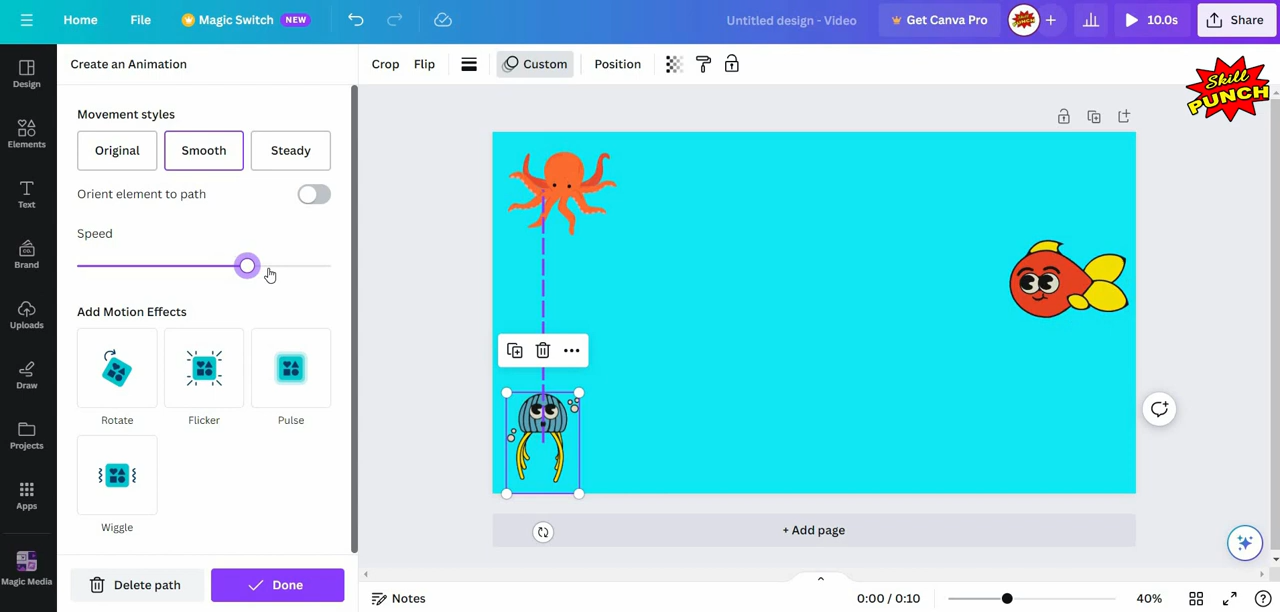 Home File Magic Switch NEW Untitled design - Video Get Canva Pro 10.0s Share
Design
Elements
Text
Brand
Uploads
Draw
Projects
Apps
Magic Media
Create an Animation
Movement styles
Original Smooth Steady
Orient element to path
Speed
Add Motion Effects
Rotate Flicker Pulse
Wiggle
Delete path Done
Crop Flip Custom Position
Skill
PUNCH
+ Add page
Notes 0:00 / 0:10 40%